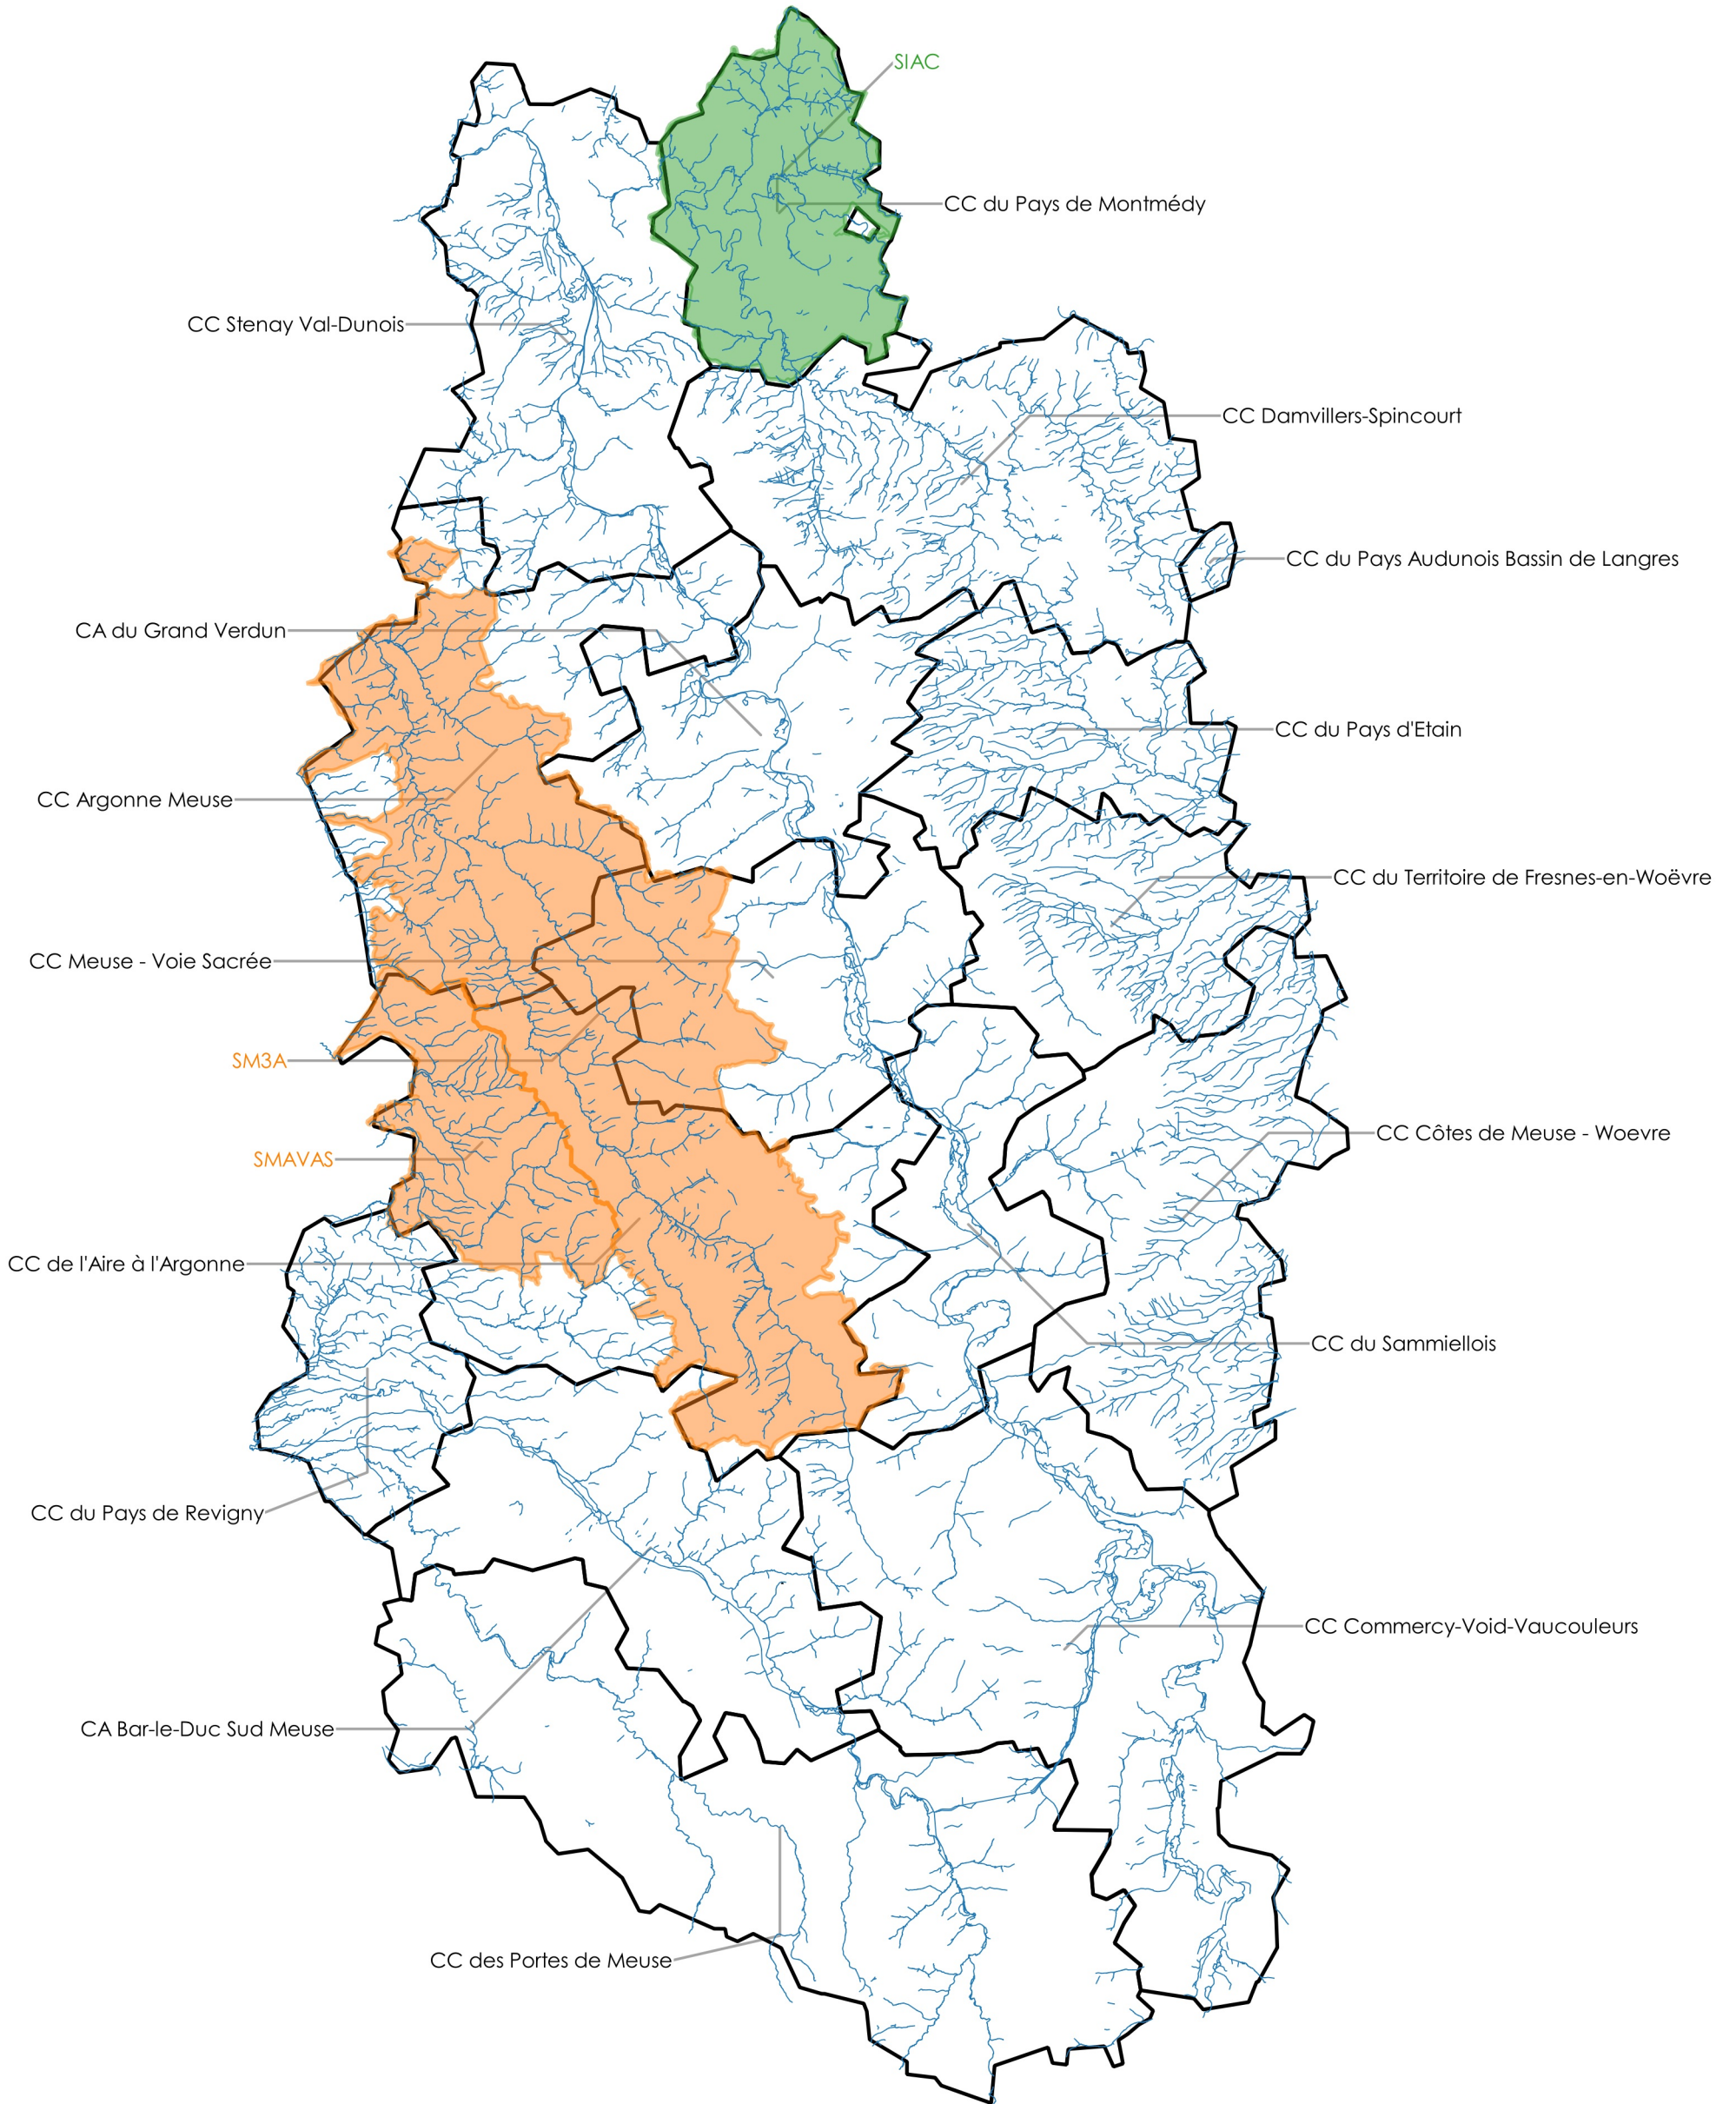 SIAC
CC du Pays de Montmédy
CC Stenay Val-Dunois
CC Damvillers-Spincourt
CC du Pays Audunois Bassin de Langres
CA du Grand Verdun
CC du Pays d'Etain
CC Argonne Meuse
CC du Territoire de Fresnes-en-Woëvre
CC Meuse - Voie Sacrée
SM3A
CC Côtes de Meuse - Woevre
SMAVAS
CC de l'Aire à l'Argonne
CC du Sammiellois
CC du Pays de Revigny
CC Commercy-Void-Vaucouleurs
CA Bar-le-Duc Sud Meuse
CC des Portes de Meuse